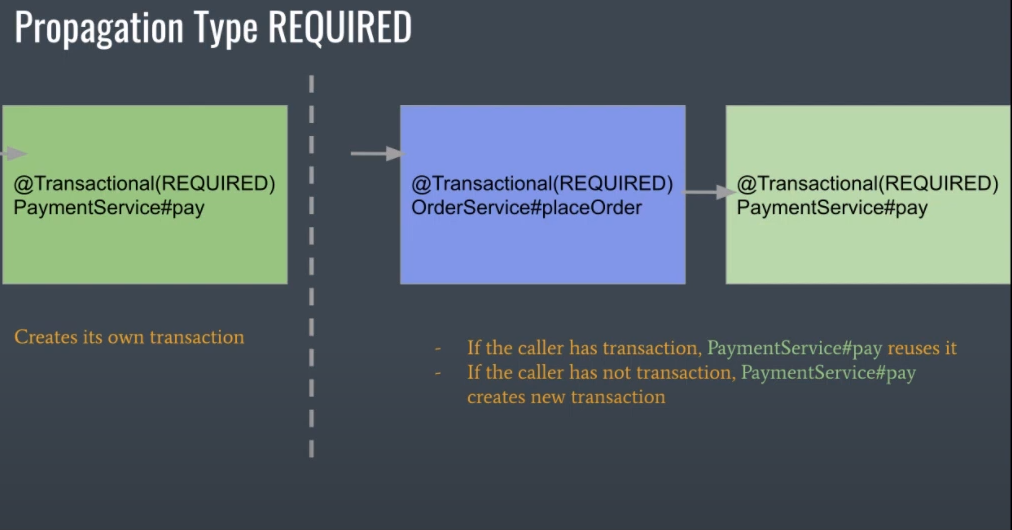 Propagation Type REQUIRED
@Transactional(REQUIRED)
PaymentService#pay
@Transactional(REQUIRED)
OrderService#placeOrder
@Transactional(REQUIRED)
PaymentService#pay
Creates its own transaction
- If the caller has transaction, PaymentService#pay reuses it
- If the caller has not transaction, PaymentService#pay
creates new transaction